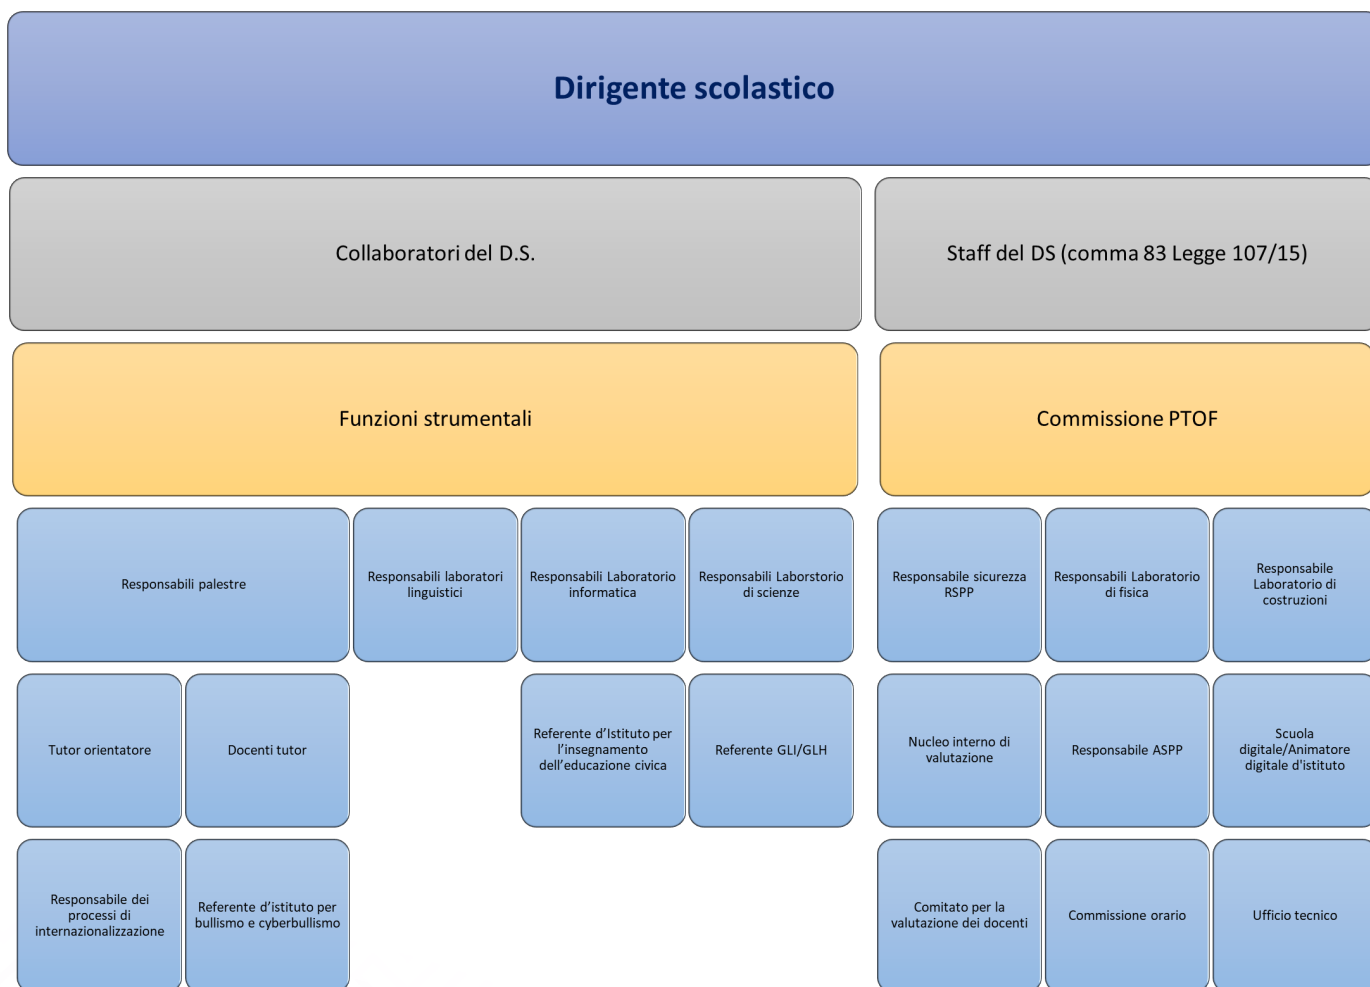 Dirigente scolastico
Collaboratori del D.S.
Staff del DS (comma 83 Legge 107/15)
Funzioni strumentali
Commissione PTOF
Responsabili palestre
Responsabili laboratori
linguistici
Responsabili Laboratorio
informatica
Responsabili Laborstorio
di scienze
Responsabile sicurezza
RSPP
Responsabili Laboratorio
di fisica
Responsabile
Laboratorio di
costruzioni
Tutor orientatore
Docenti tutor
Referente d’Istituto per
l’insegnamento
dell’educazione civica
Referente GLI/GLH
Nucleo interno di
valutazione
Responsabile ASPP
Scuola
digitale/Animatore
digitale d'istituto
Responsabile dei
processi di
internazionalizzazione
Referente d’istituto per
bullismo e cyberbullismo
Comitato per la
valutazione dei docenti
Commissione orario
Ufficio tecnico